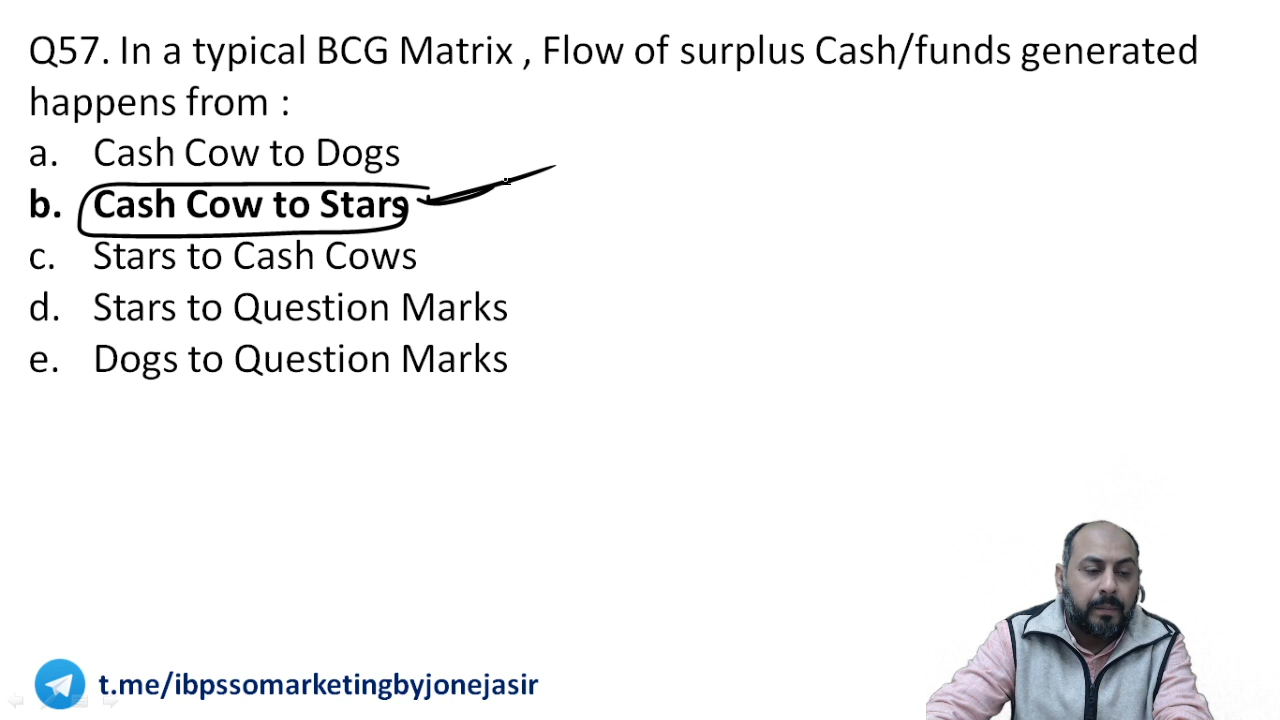 Q57. In a typical BCG Matrix , Flow of surplus Cash/funds generated
happens from :
a. Cash Cow to Dogs
b. Cash Cow to Stars
c. Stars to Cash Cows
d. Stars to Question Marks
e. Dogs to Question Marks
t.me/ibpssomarketingbyjonejasir